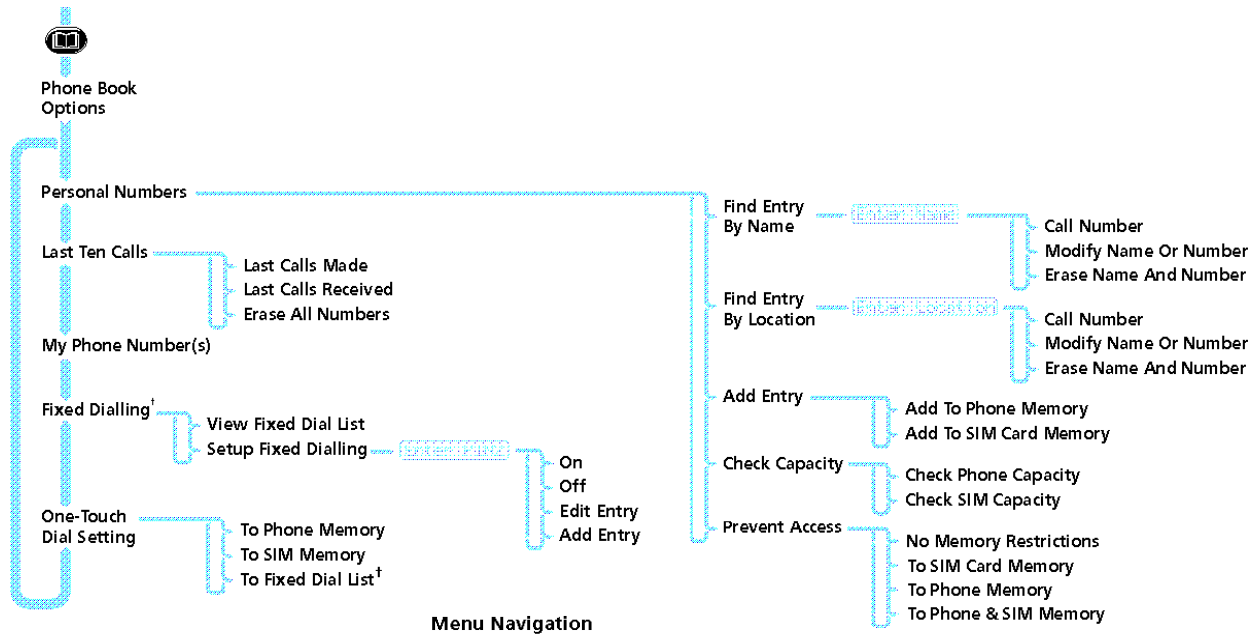 Phone Book
Options
Personal Numbers
Last Ten Calls
Last Calls Made
Last Calls Received
Erase All Numbers
My Phone Number(s)
Fixed Dialling†
View Fixed Dial List
Setup Fixed Dialling
On
Off
Edit Entry
Add Entry
One-Touch
Dial Setting
To Phone Memory
To SIM Memory
To Fixed Dial List†
Find Entry
By Name
Enter Name
Call Number
Modify Name Or Number
Erase Name And Number
Find Entry
By Location
Enter Location
Call Number
Modify Name Or Number
Erase Name And Number
Add Entry
Add To Phone Memory
Add To SIM Card Memory
Check Capacity
Check Phone Capacity
Check SIM Capacity
Prevent Access
No Memory Restrictions
To SIM Card Memory
To Phone Memory
To Phone & SIM Memory
Menu Navigation